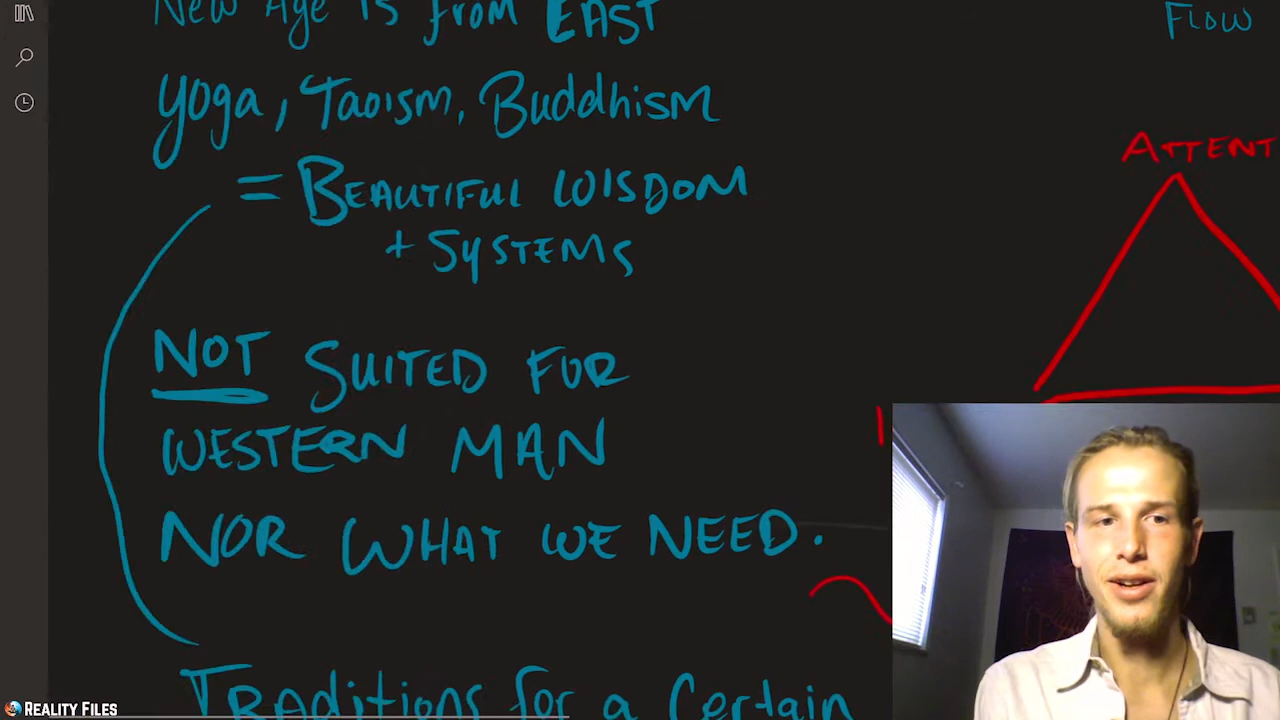 New Age is from EAST
Yoga, Taoism, Buddhism
= BEAUTIFUL WISDOM
+ SYSTEMS
NOT SUITED FOR
WESTERN MAN
NOR WHAT WE NEED.
TRADitions for a Certain
Flow
ATTENT
REALITY FILES